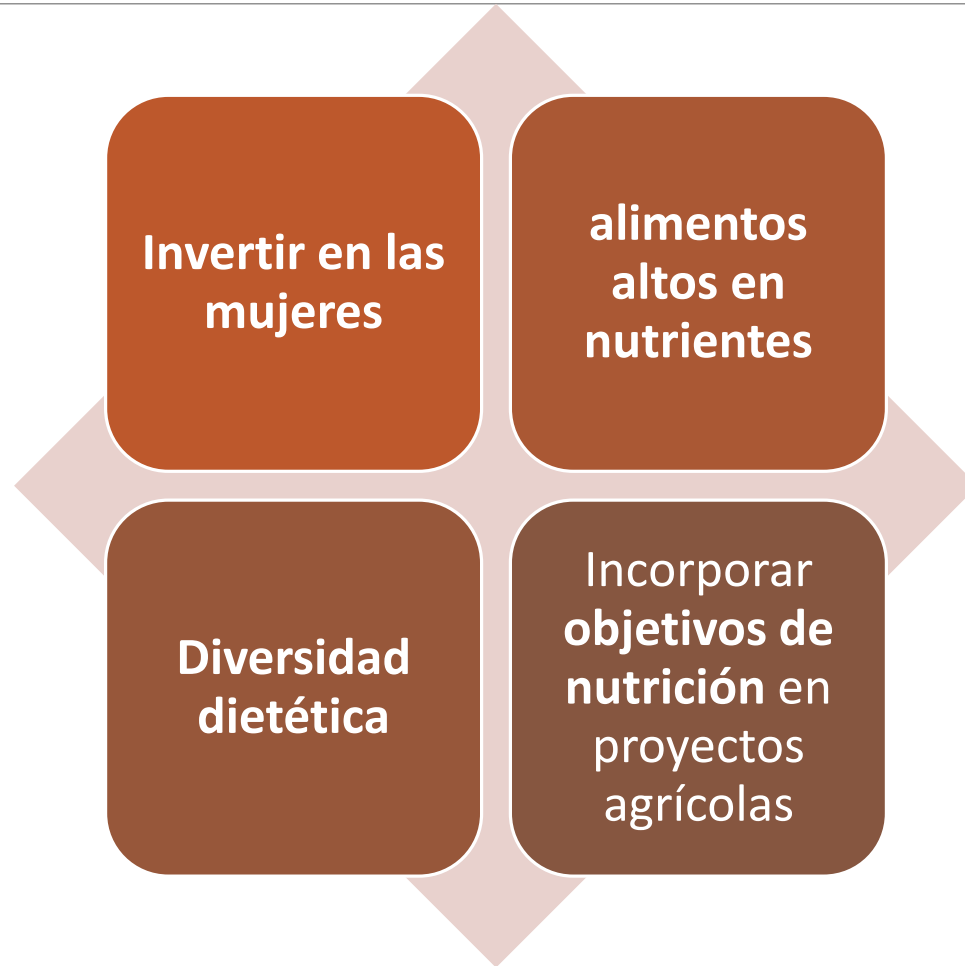 Invertir en las
mujeres
alimentos
altos en
nutrientes
Diversidad
dietética
Incorporar
objetivos de
nutrición en
proyectos
agrícolas